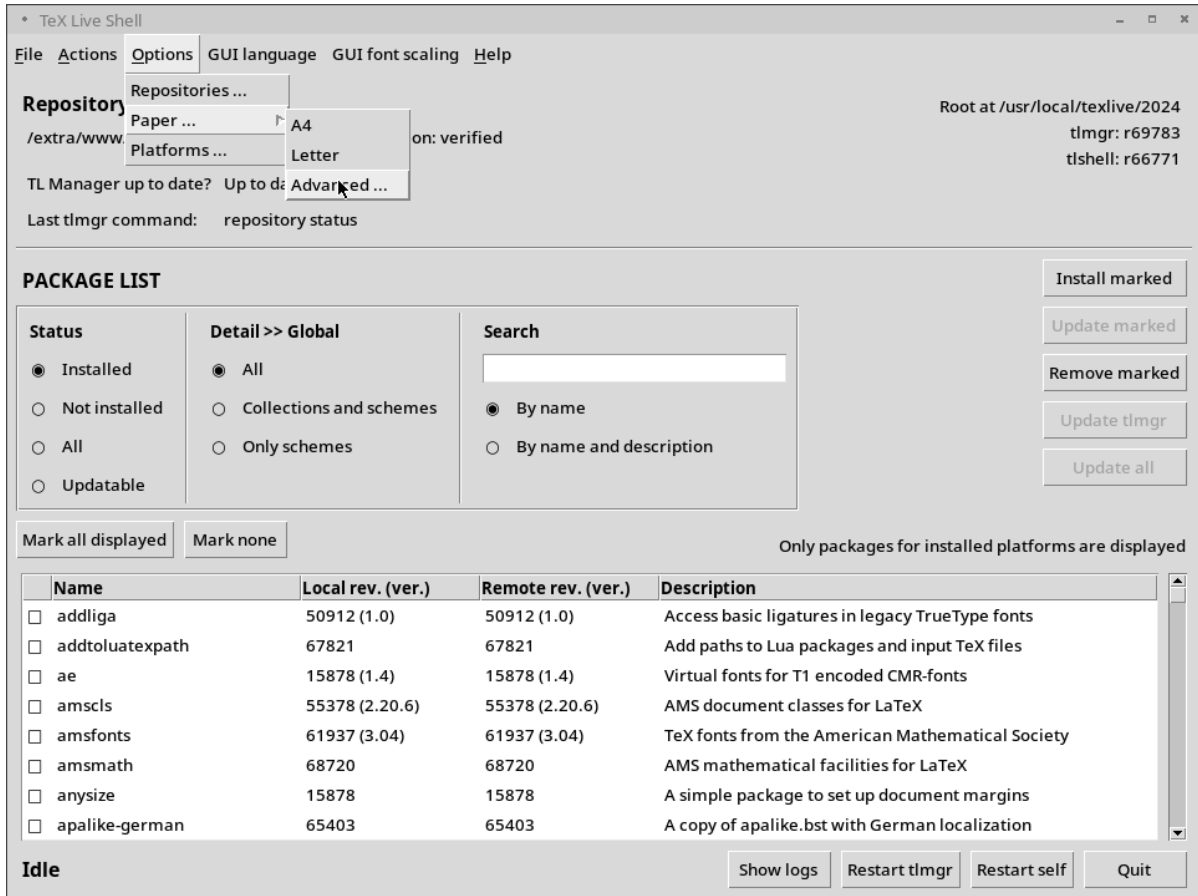 TeX Live Shell
File Actions Options GUI language GUI font scaling Help
Repositories ...
Repository
Root at /usr/local/texlive/2024
Paper ...
A4
/extra/www. on: verified
tlmgr: r69783
Platforms ...
Letter
tlshell: r66771
TL Manager up to date? Up to da
Advanced ...
Last tlmgr command: repository status
PACKAGE LIST
Install marked
Update marked
Remove marked
Update tlmgr
Update all
Status
Installed
Not installed
All
Updatable
Detail >> Global
All
Collections and schemes
Only schemes
Search
By name
By name and description
Mark all displayed Mark none
Only packages for installed platforms are displayed
Name Local rev. (ver.) Remote rev. (ver.) Description
addliga 50912 (1.0) 50912 (1.0) Access basic ligatures in legacy TrueType fonts
addtoluatexpath 67821 67821 Add paths to Lua packages and input TeX files
ae 15878 (1.4) 15878 (1.4) Virtual fonts for T1 encoded CMR-fonts
amscls 55378 (2.20.6) 55378 (2.20.6) AMS document classes for LaTeX
amsfonts 61937 (3.04) 61937 (3.04) TeX fonts from the American Mathematical Society
amsmath 68720 68720 AMS mathematical facilities for LaTeX
anysize 15878 15878 A simple package to set up document margins
apalike-german 65403 65403 A copy of apalike.bst with German localization
Idle
Show logs Restart tlmgr Restart self Quit